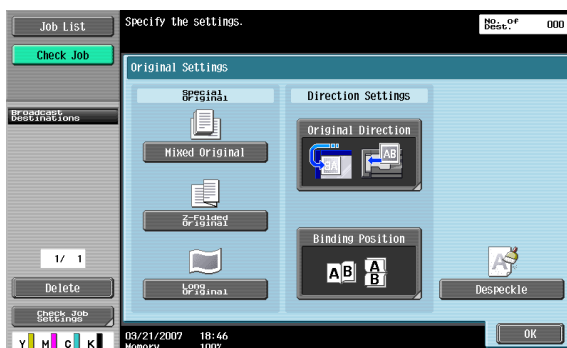 Job List
Check Job
Broadcast
Destinations
1/ 1
Delete
Check Job
Settings
Y M C K
Specify the settings.
No. of
Dest.
000
Original Settings
Special
Original
Mixed Original
Z-Folded
Original
Long
Original
Direction Settings
Original Direction
AB
Binding Position
AB
A
B
A
Despeckle
03/21/2007 18:46
Memory 100%
OK